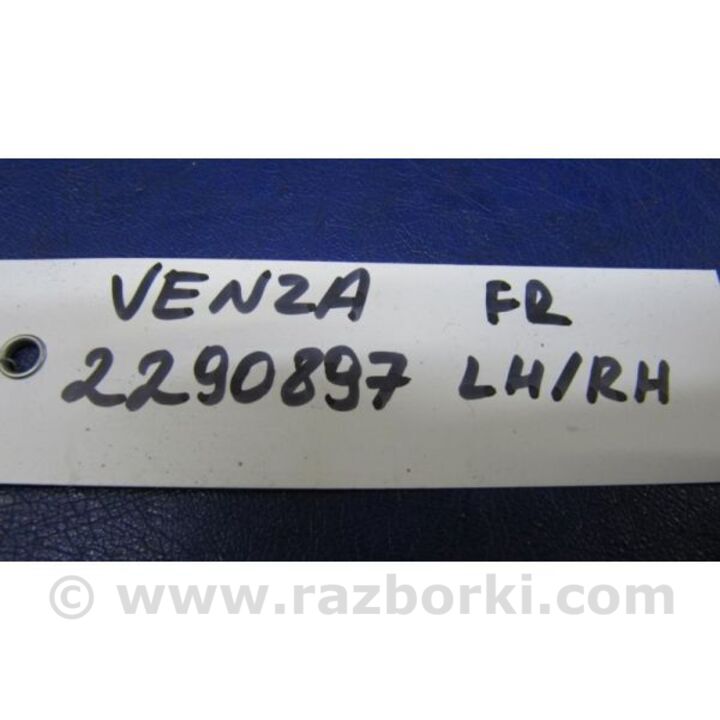 VENZA FR
2290897 LH/RH
© www.razborki.com